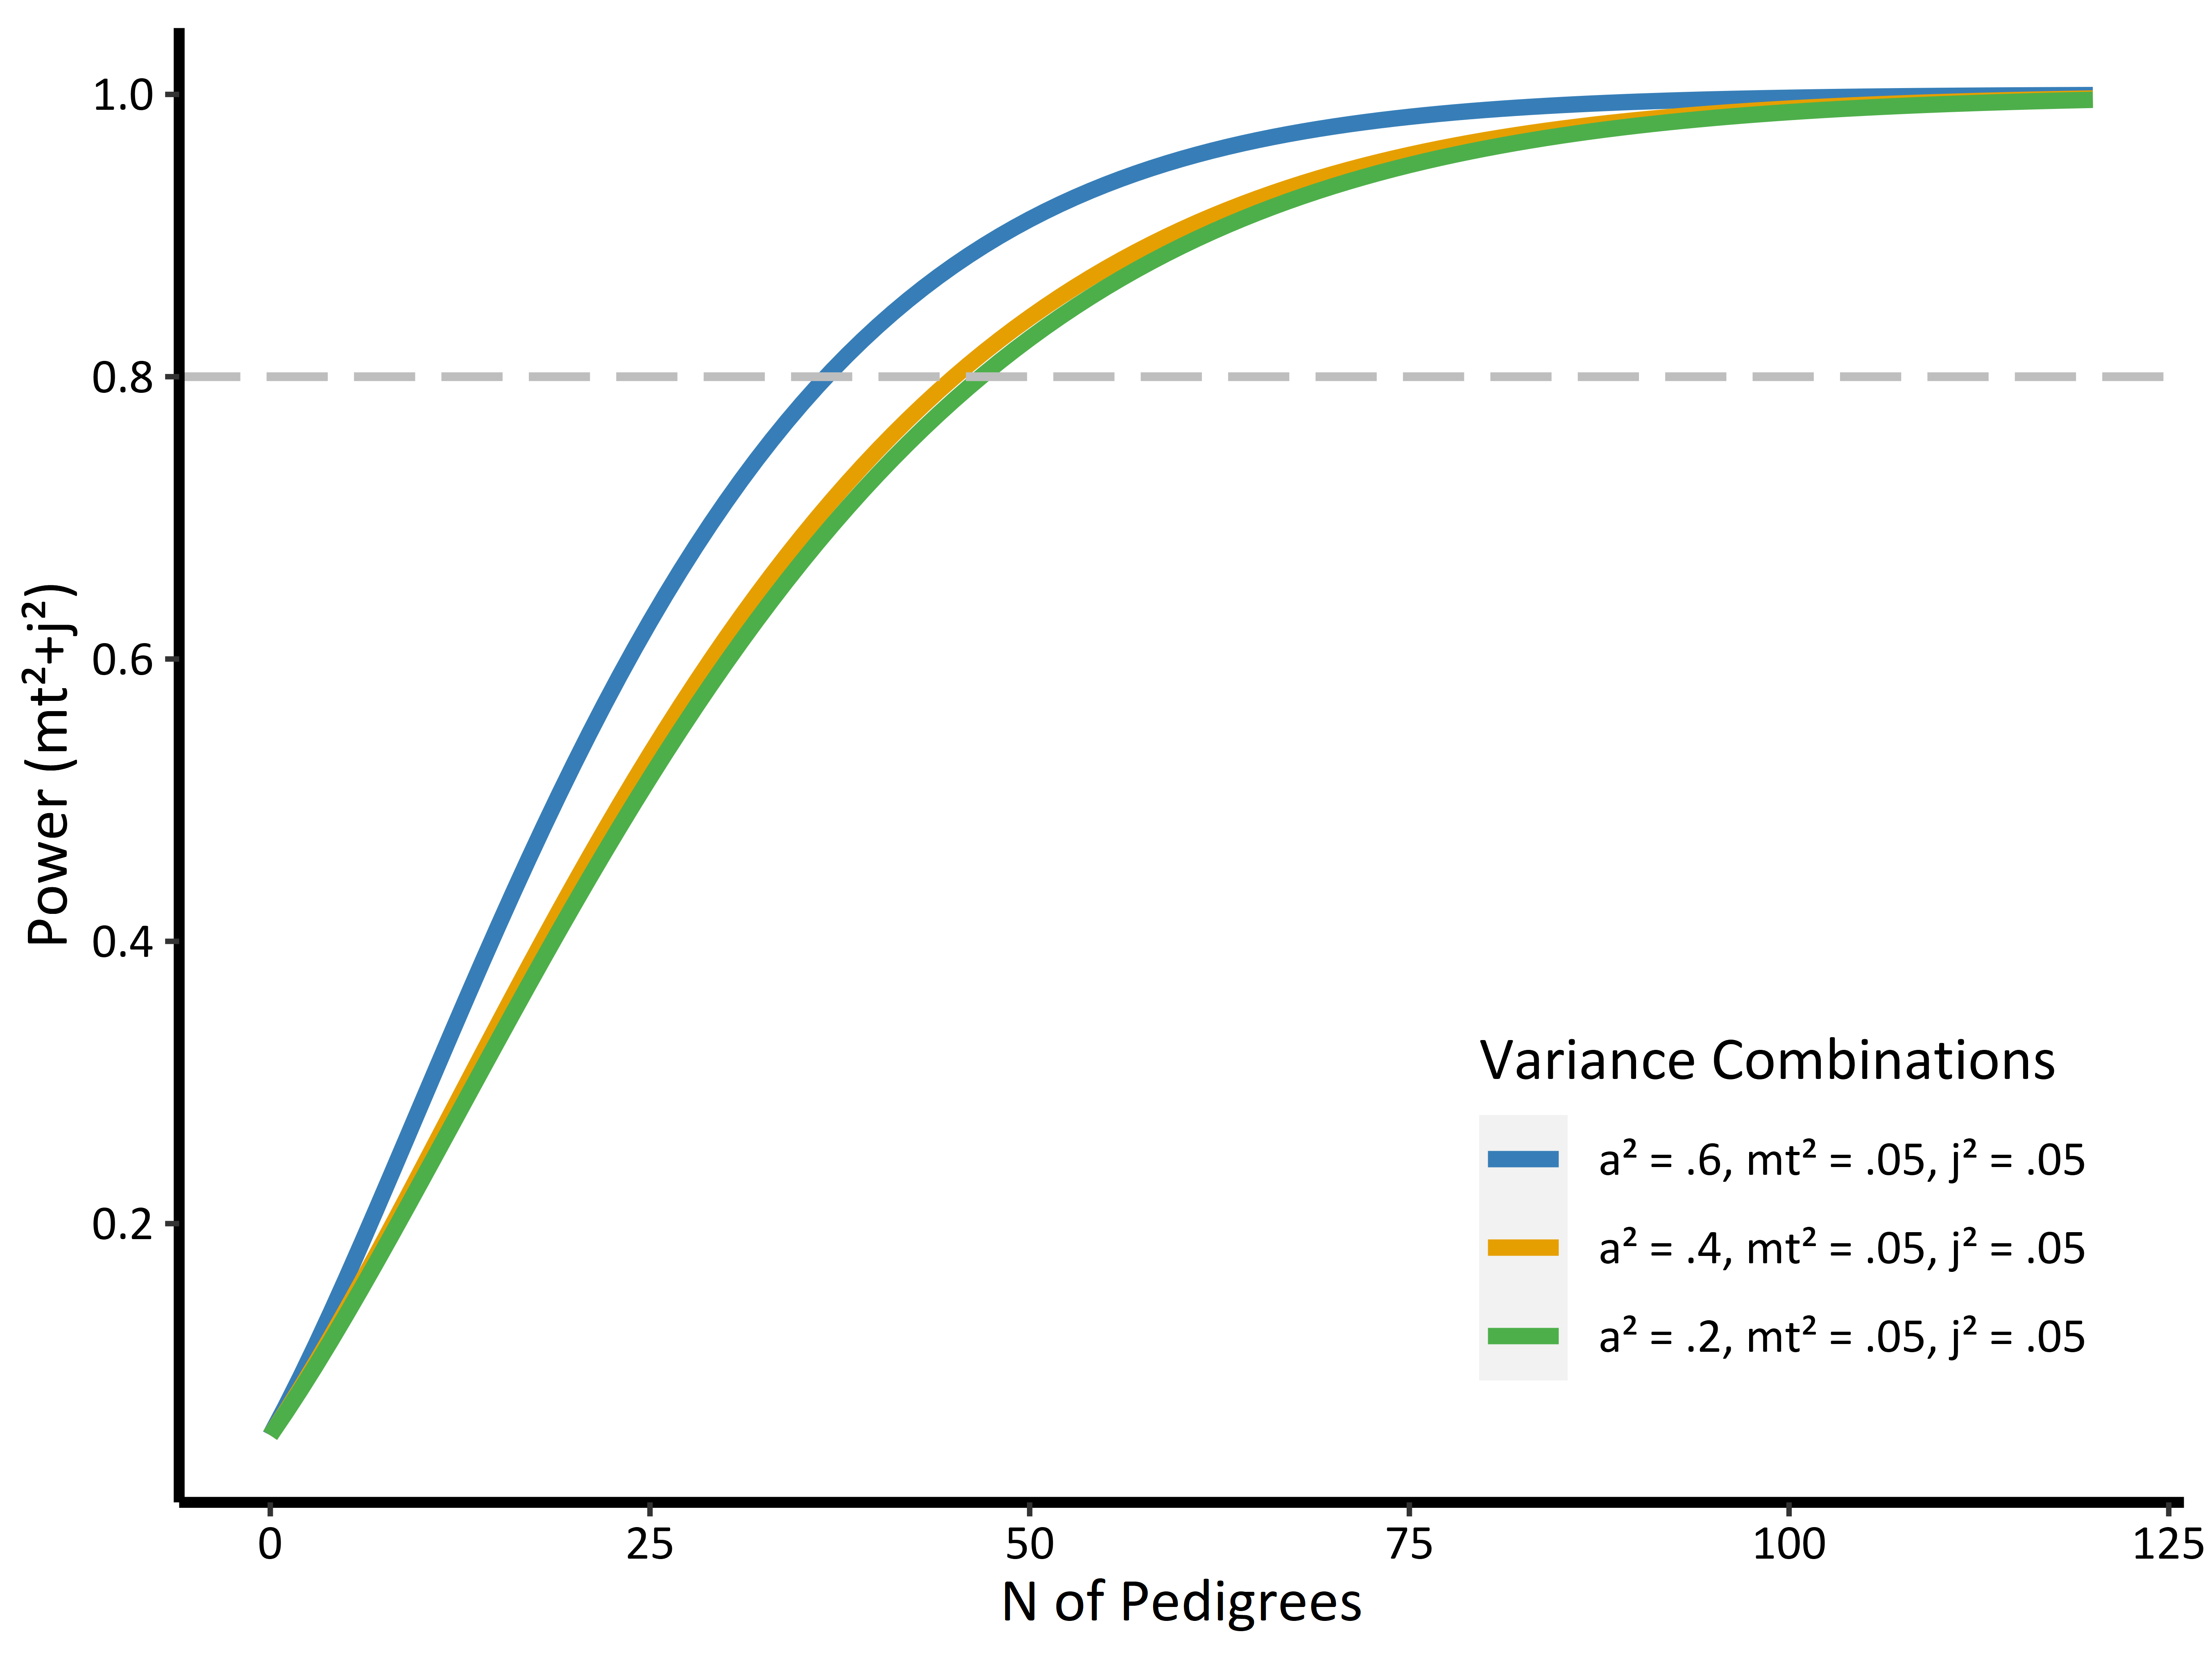 1.0
0.8
0.6
0.4
0.2
Power (mt²+j²)
Variance Combinations
a² = .6, mt² = .05, j² = .05
a² = .4, mt² = .05, j² = .05
a² = .2, mt² = .05, j² = .05
0 25 50 75 100 125
N of Pedigrees